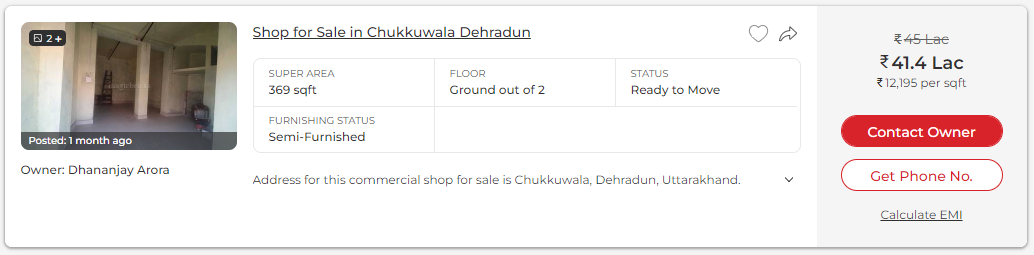 2 +
Posted: 1 month ago
Owner: Dhananjay Arora
Shop for Sale in Chukkuwala Dehradun
SUPER AREA
369 sqft
FLOOR
Ground out of 2
STATUS
Ready to Move
FURNISHING STATUS
Semi-Furnished
Address for this commercial shop for sale is Chukkuwala, Dehradun, Uttarakhand.
₹45 Lac
₹41.4 Lac
₹12,195 per sqft
Contact Owner
Get Phone No.
Calculate EMI